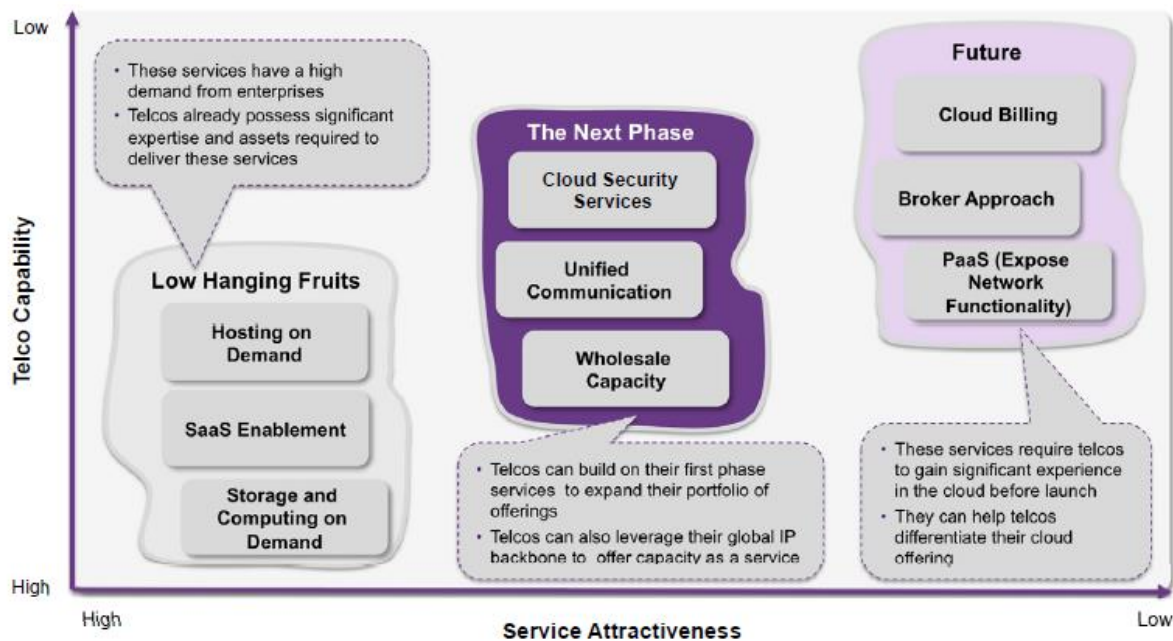 Low
• These services have a high
demand from enterprises
• Telcos already possess significant
expertise and assets required to
deliver these services
Low Hanging Fruits
Hosting on
Demand
SaaS Enablement
Storage and
Computing on
Demand
The Next Phase
Cloud Security
Services
Unified
Communication
Wholesale
Capacity
• Telcos can build on their first phase
services to expand their portfolio of
offerings
• Telcos can also leverage their global IP
backbone to offer capacity as a service
Future
Cloud Billing
Broker Approach
PaaS (Expose
Network
Functionality)
• These services require telcos
to gain significant experience
in the cloud before launch
• They can help telcos
differentiate their cloud
offering
Telco Capability
High
High
Low
Service Attractiveness